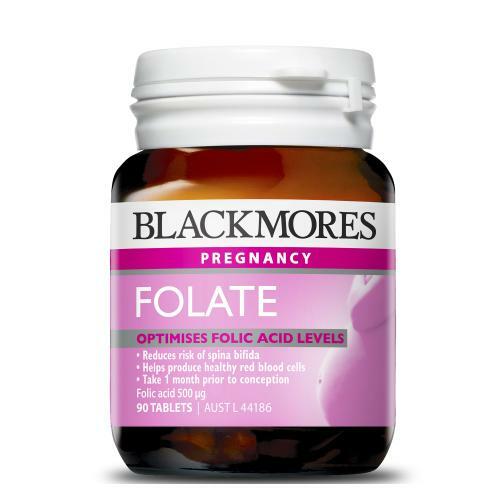 BLACKMORES
PREGNANCY
FOLATE
OPTIMISES FOLIC ACID LEVELS
• Reduces risk of spina bifida
• Helps produce healthy red blood cells
• Take 1 month prior to conception
Folic acid 500 µg
90 TABLETS | AUST L 44186